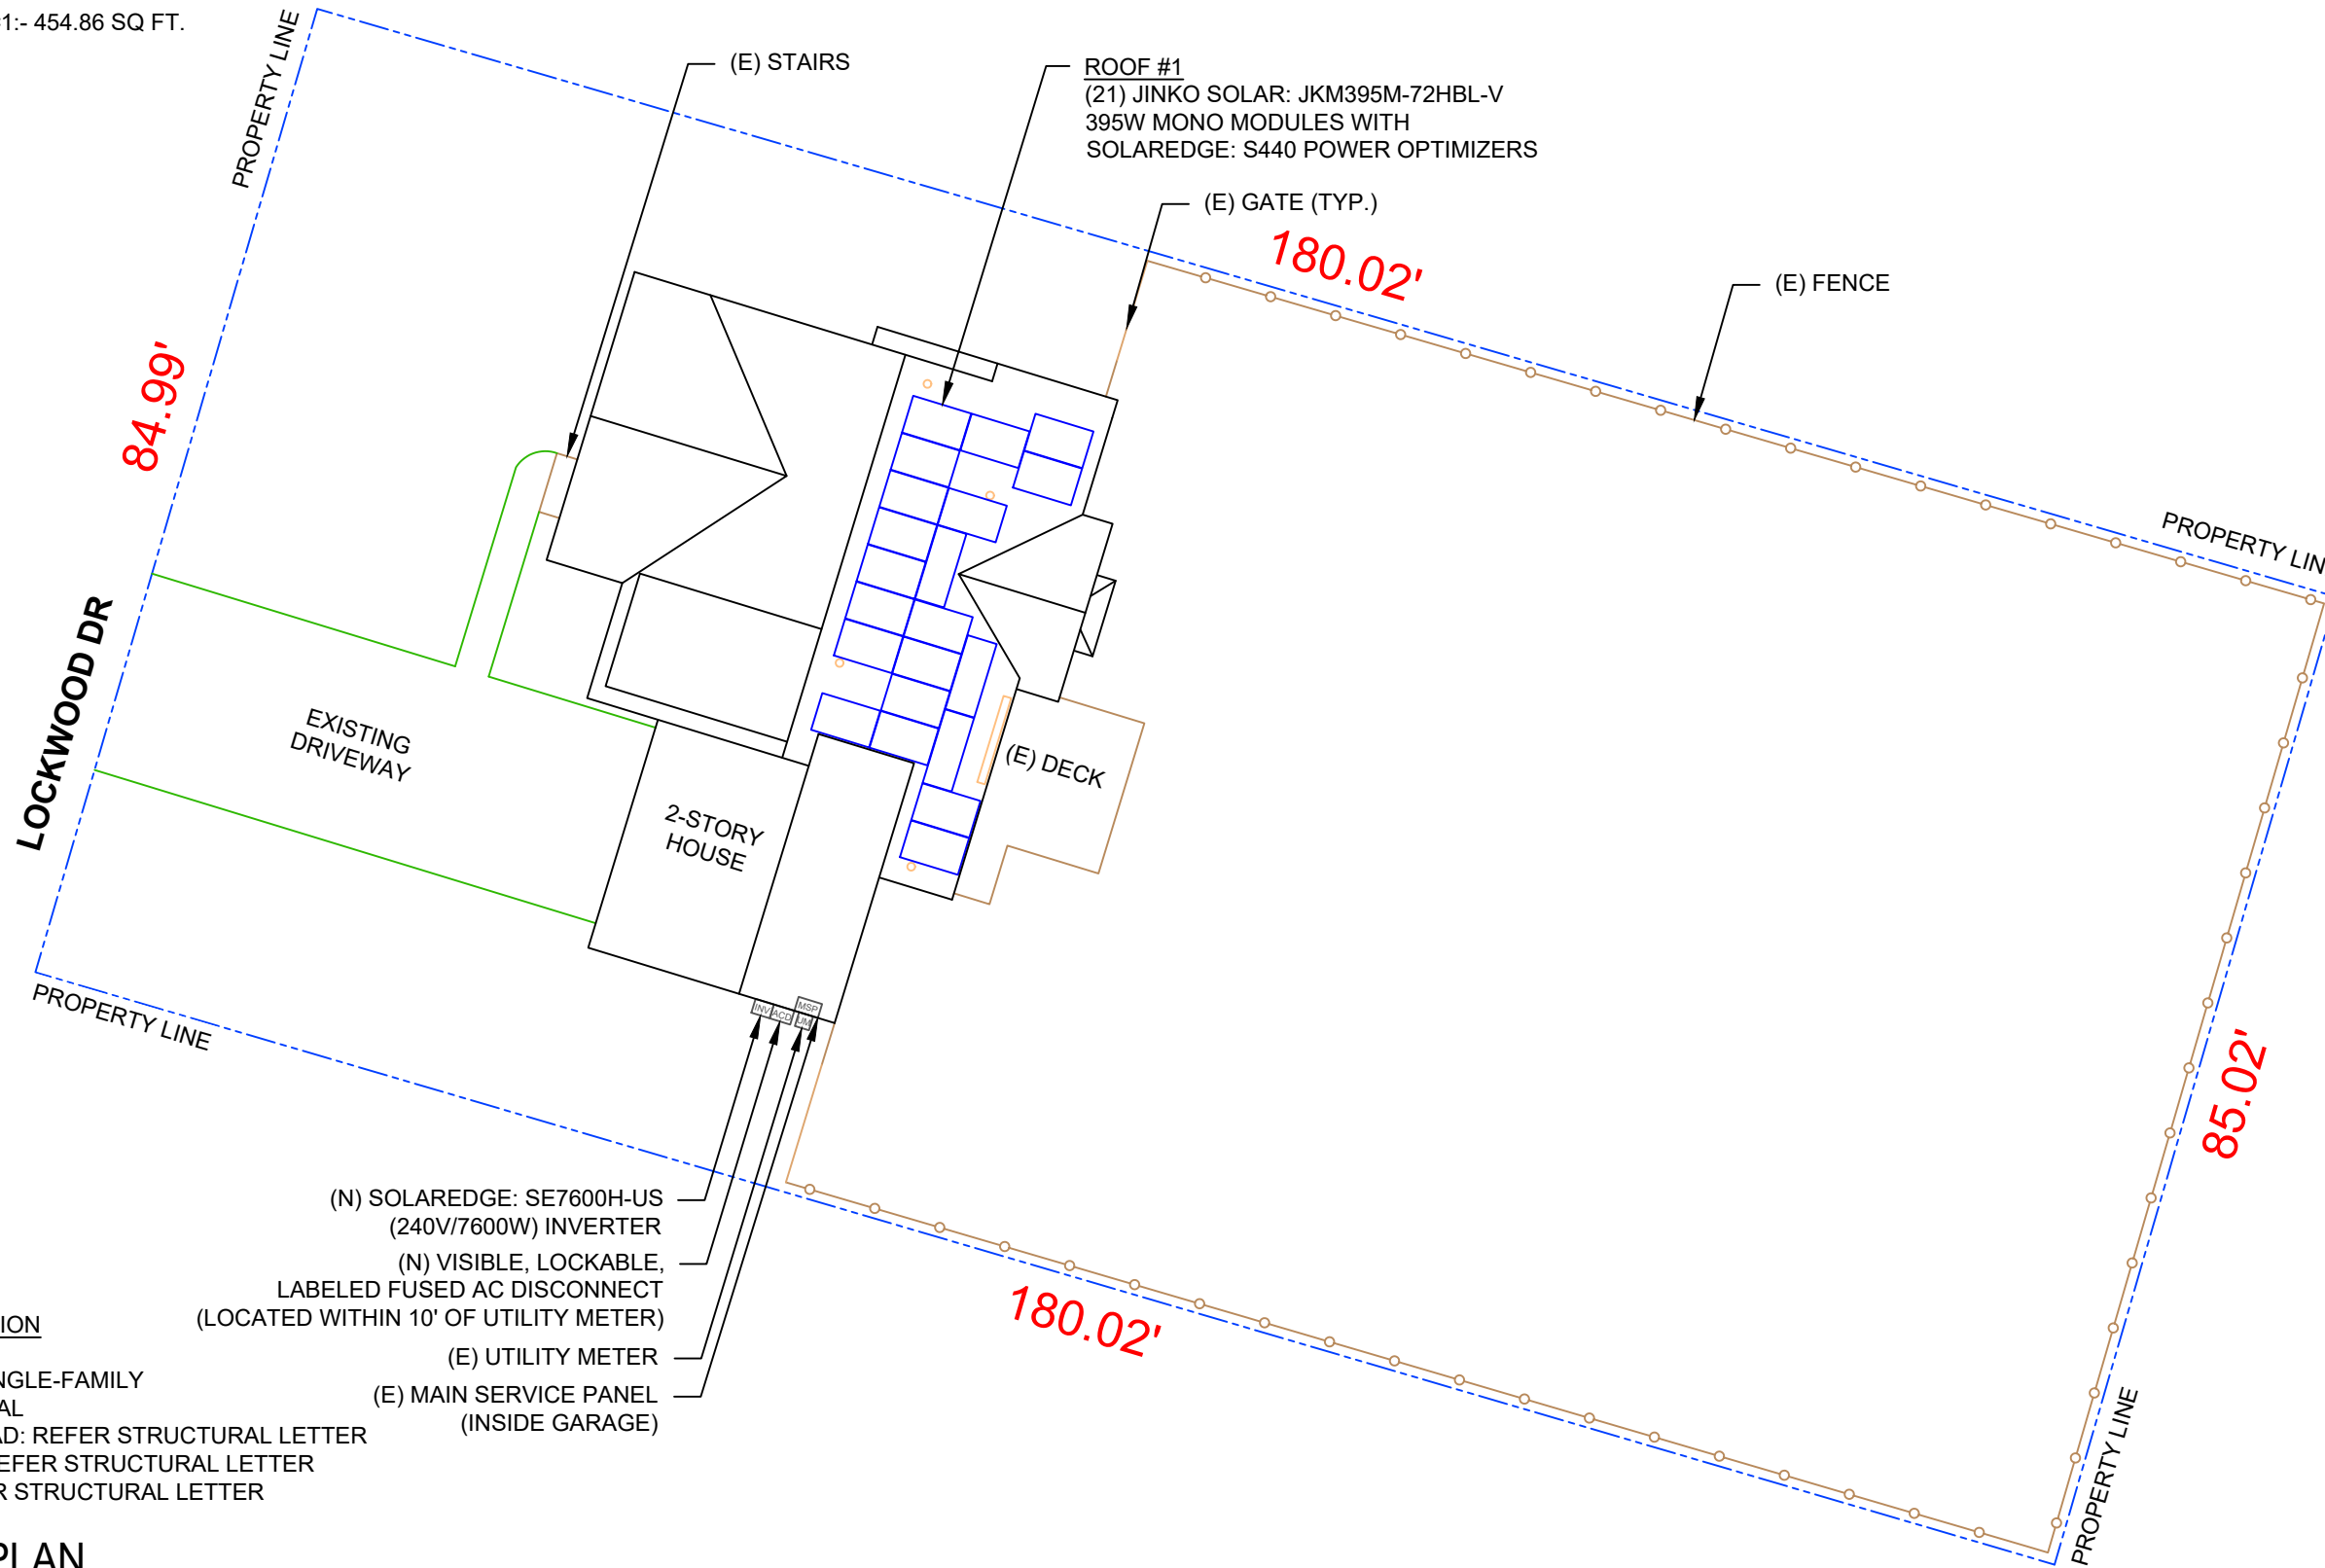 1:- 454.86 SQ FT.
PROPERTY LINE
(E) STAIRS
ROOF #1
(21) JINKO SOLAR: JKM395M-72HBL-V
395W MONO MODULES WITH
SOLAREDGE: S440 POWER OPTIMIZERS
(E) GATE (TYP.)
180.02'
(E) FENCE
84.99'
PROPERTY LIN
LOCKWOOD DR
EXISTING
DRIVEWAY
(E) DECK
2-STORY
HOUSE
PROPERTY LINE
INV
ACD
MSP
UM
85.02'
(N) SOLAREDGE: SE7600H-US
(240V/7600W) INVERTER
(N) VISIBLE, LOCKABLE,
LABELED FUSED AC DISCONNECT
(LOCATED WITHIN 10' OF UTILITY METER)
(E) UTILITY METER
(E) MAIN SERVICE PANEL
(INSIDE GARAGE)
180.02'
PROPERTY LINE
ION
NGLE-FAMILY
AL
AD: REFER STRUCTURAL LETTER
EFER STRUCTURAL LETTER
R STRUCTURAL LETTER
PLAN